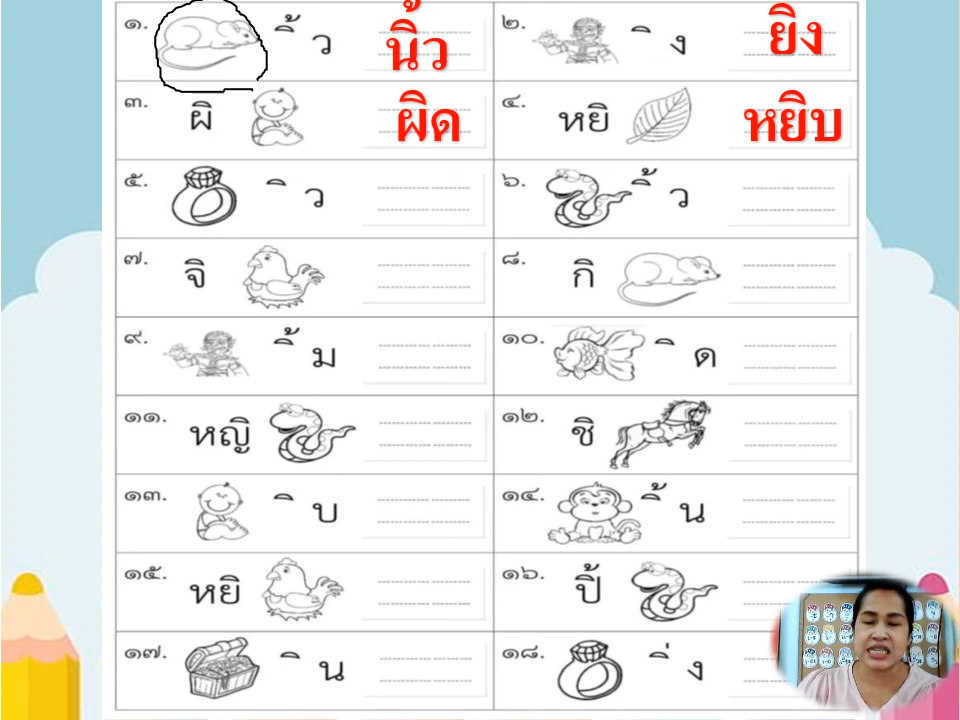 ๑. ิ้ ว นิ้ว ๒. ิ ง ยิง
๓. ผิ ผิด ๔. หยิ หยิบ
๕. ิ ว ๖. ิ้ ว
๗. จิ ๘. กิ
๙. ิ้ ม ๑๐. ิ ด
๑๑. หญิ ๑๒. ชิ
๑๓. ิ บ ๑๔. ิ้ น
๑๕. หยิ ๑๖. ปิ้
๑๗. ิ น ๑๘. ิ่ ง